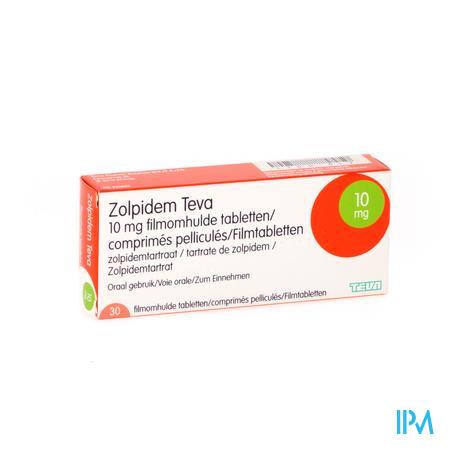 Zolpidem Teva
10 mg filmomhulde tabletten/
comprimés pelliculés/Filmtabletten
zolpidemtartraat / tartrate de zolpidem /
Zolpidemtartrat
Oraal gebruik/Voie orale/Zum Einnehmen
30 filmomhulde tabletten/comprimés pelliculés/Filmtabletten
10
mg
TEVA
Zolpidem Teva
IPM